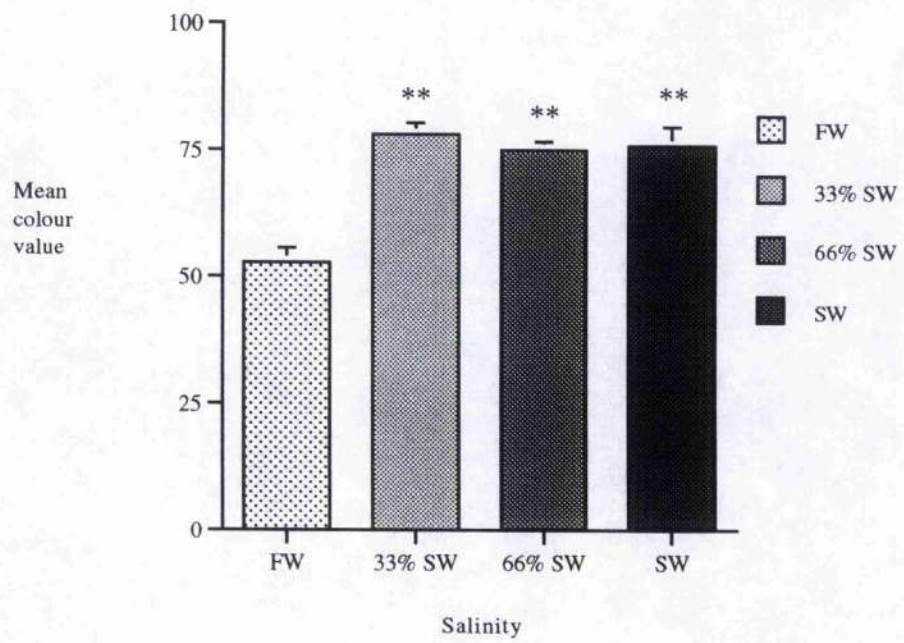 100
75
50
25
0
Mean
colour
value
**
**
**
FW
33% SW
66% SW
SW
FW
33% SW
66% SW
SW
Salinity